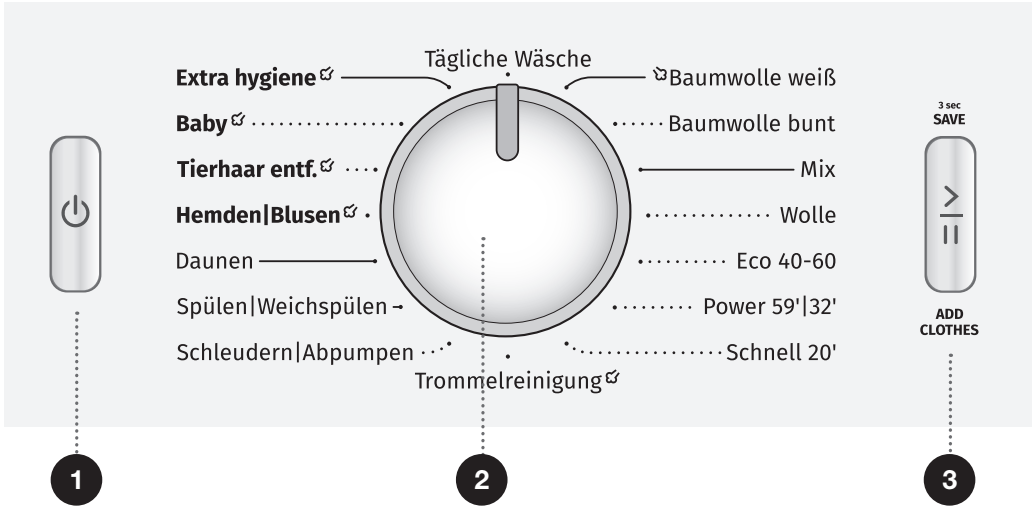 Tägliche Wäsche
Extra hygiene
Baumwolle weiß
Baby
Baumwolle bunt
Tierhaar entf.
Mix
Hemden|Blusen
Wolle
Daunen
Eco 40-60
Spülen|Weichspülen
Power 59'|32'
Schleudern|Abpumpen
Schnell 20'
Trommelreinigung
3 sec
SAVE
ADD
CLOTHES
1
2
3